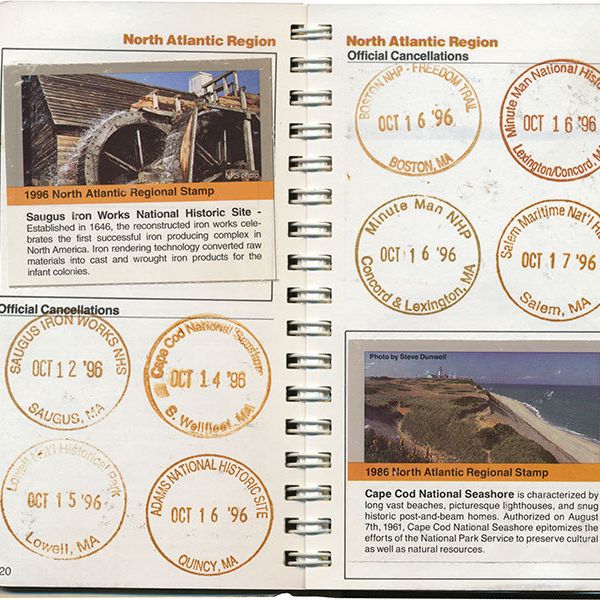 North Atlantic Region
NPS photo
1996 North Atlantic Regional Stamp
Saugus Iron Works National Historic Site -
Established in 1646, the reconstructed iron works cele-
brates the first successful iron producing complex in
North America. Iron rendering technology converted raw
materials into cast and wrought iron products for the
infant colonies.
Official Cancellations
SAUGUS IRON WORKS NHS
OCT 12 '96
SAUGUS, MA
Cape Cod National Seashore
OCT 14 '96
S. Wellfleet, MA
Lowell Nat'l Historical Park
OCT 15 '96
Lowell, MA
ADAMS NATIONAL HISTORIC SITE
OCT 16 '96
QUINCY, MA
20
North Atlantic Region
Official Cancellations
BOSTON NHP - FREEDOM TRAIL
OCT 16 '96
BOSTON, MA
Minute Man National Histo
OCT 16 '96
Lexington/Concord, M
Minute Man NHP
OCT 16 '96
Concord & Lexington, MA
Salem Maritime Nat'l H
OCT 17 '96
Salem, MA
Photo by Steve Dunwell
1986 North Atlantic Regional Stamp
Cape Cod National Seashore is characterized by
long vast beaches, picturesque lighthouses, and snug
historic post-and-beam homes. Authorized on August
7th, 1961, Cape Cod National Seashore epitomizes the
efforts of the National Park Service to preserve cultural
as well as natural resources.